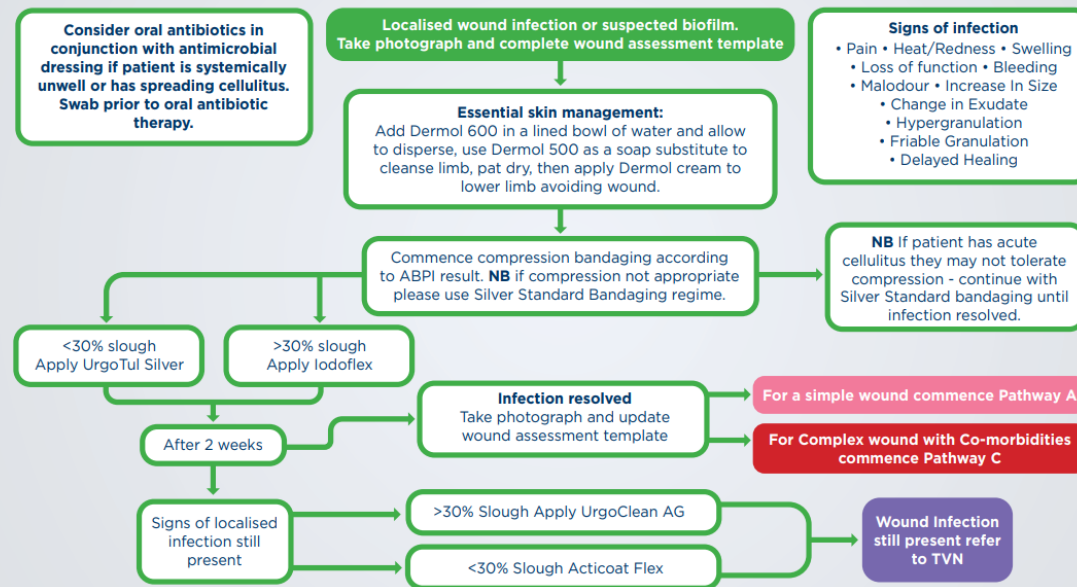 Consider oral antibiotics in
conjunction with antimicrobial
dressing if patient is systemically
unwell or has spreading cellulitus.
Swab prior to oral antibiotic
therapy.
Localised wound infection or suspected biofilm.
Take photograph and complete wound assessment template
Signs of infection
• Pain • Heat/Redness • Swelling
• Loss of function • Bleeding
• Malodour • Increase In Size
• Change in Exudate
• Hypergranulation
• Friable Granulation
• Delayed Healing
Essential skin management:
Add Dermol 600 in a lined bowl of water and allow
to disperse, use Dermol 500 as a soap substitute to
cleanse limb, pat dry, then apply Dermol cream to
lower limb avoiding wound.
Commence compression bandaging according
to ABPI result. NB if compression not appropriate
please use Silver Standard Bandaging regime.
NB If patient has acute
cellulitus they may not tolerate
compression - continue with
Silver Standard bandaging until
infection resolved.
<30% slough
Apply UrgoTul Silver
>30% slough
Apply Iodoflex
After 2 weeks
Infection resolved
Take photograph and update
wound assessment template
For a simple wound commence Pathway A
For Complex wound with Co-morbidities
commence Pathway C
Signs of localised
infection still
present
>30% Slough Apply UrgoClean AG
<30% Slough Acticoat Flex
Wound Infection
still present refer
to TVN